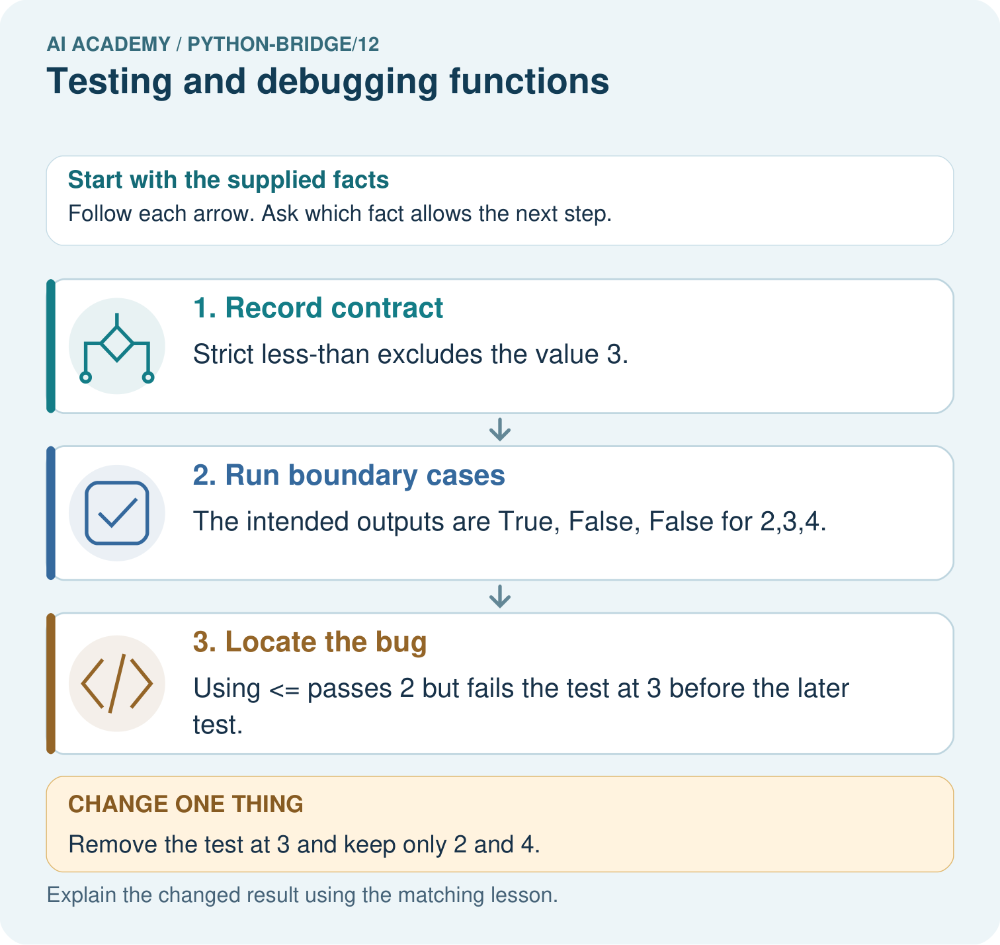 AI ACADEMY / PYTHON-BRIDGE/12
Testing and debugging functions
Start with the supplied facts
Follow each arrow. Ask which fact allows the next step.
1. Record contract
Strict less-than excludes the value 3.
2. Run boundary cases
The intended outputs are True, False, False for 2,3,4.
3. Locate the bug
Using <= passes 2 but fails the test at 3 before the later
test.
CHANGE ONE THING
Remove the test at 3 and keep only 2 and 4.
Explain the changed result using the matching lesson.